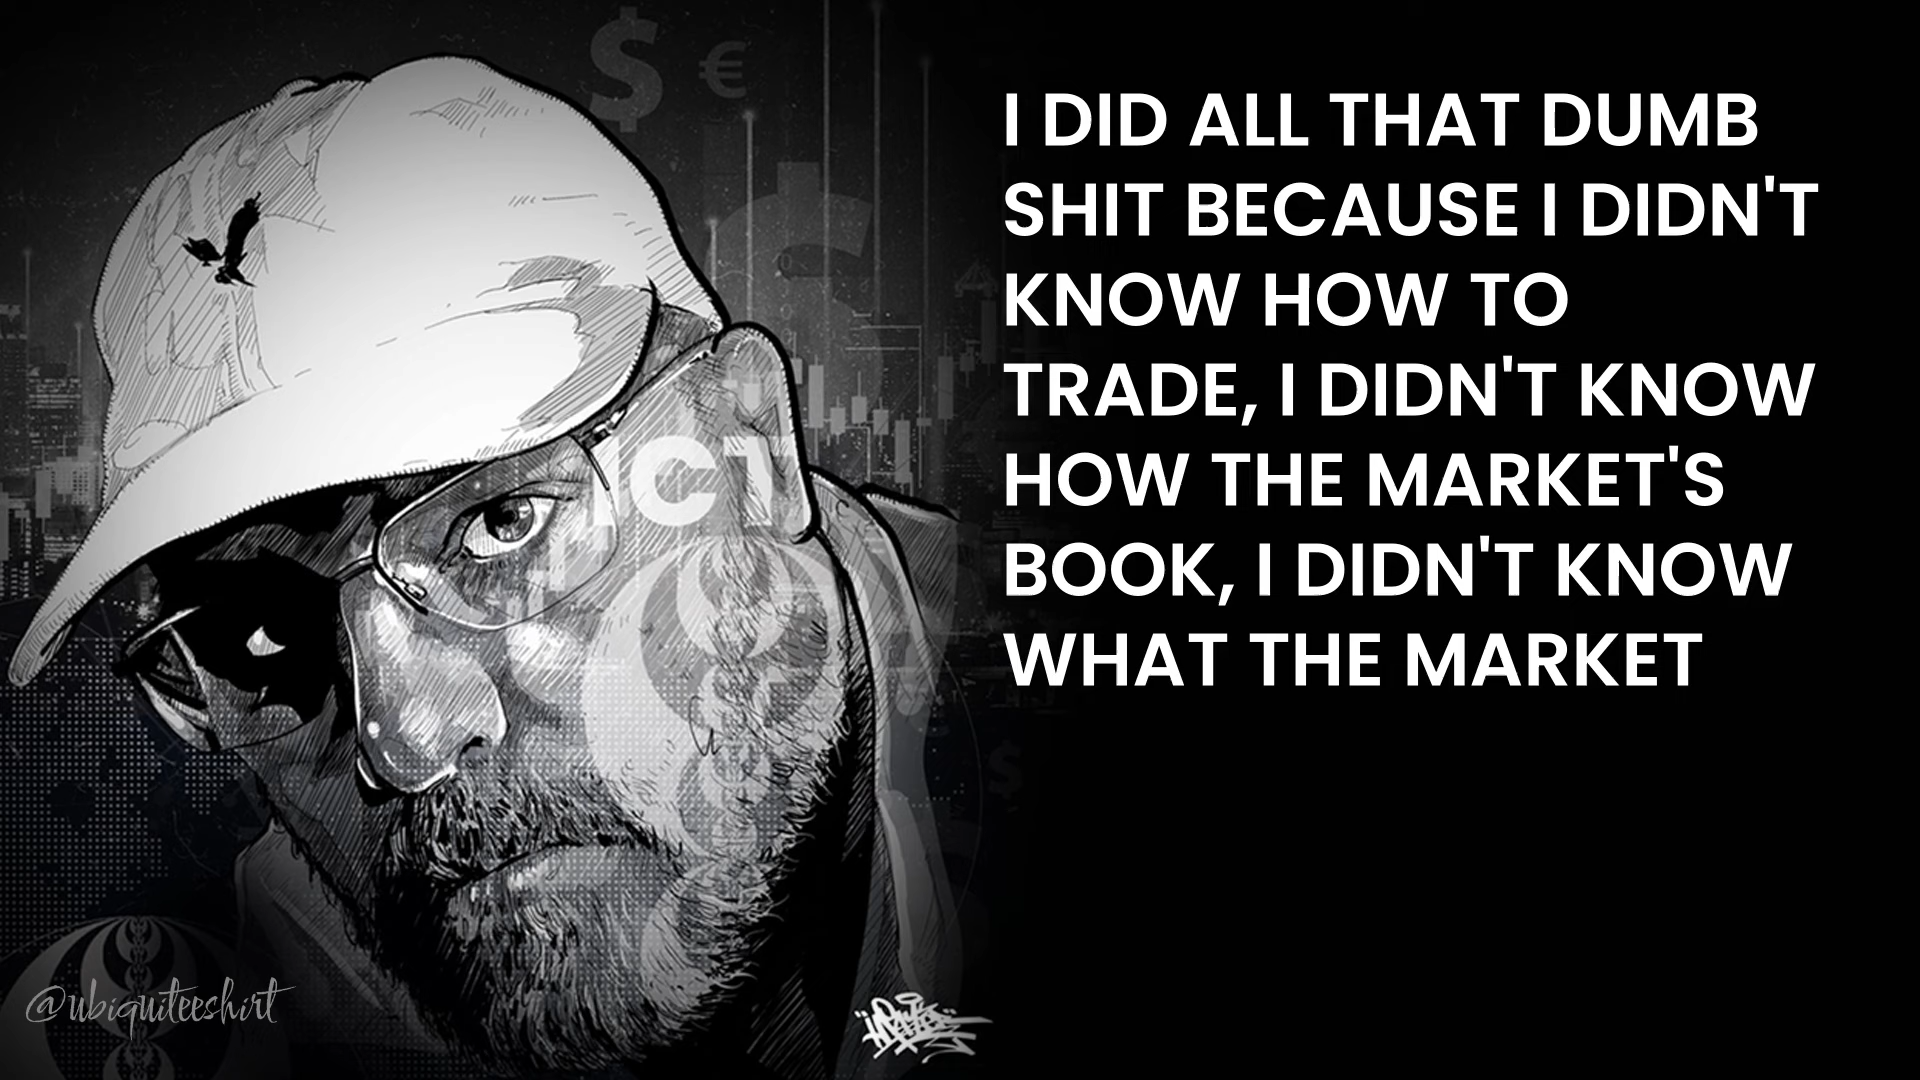 $ €
I DID ALL THAT DUMB
SHIT BECAUSE I DIDN'T
KNOW HOW TO
TRADE, I DIDN'T KNOW
HOW THE MARKET'S
BOOK, I DIDN'T KNOW
WHAT THE MARKET
ICT
$
@ubiquiteeshirt